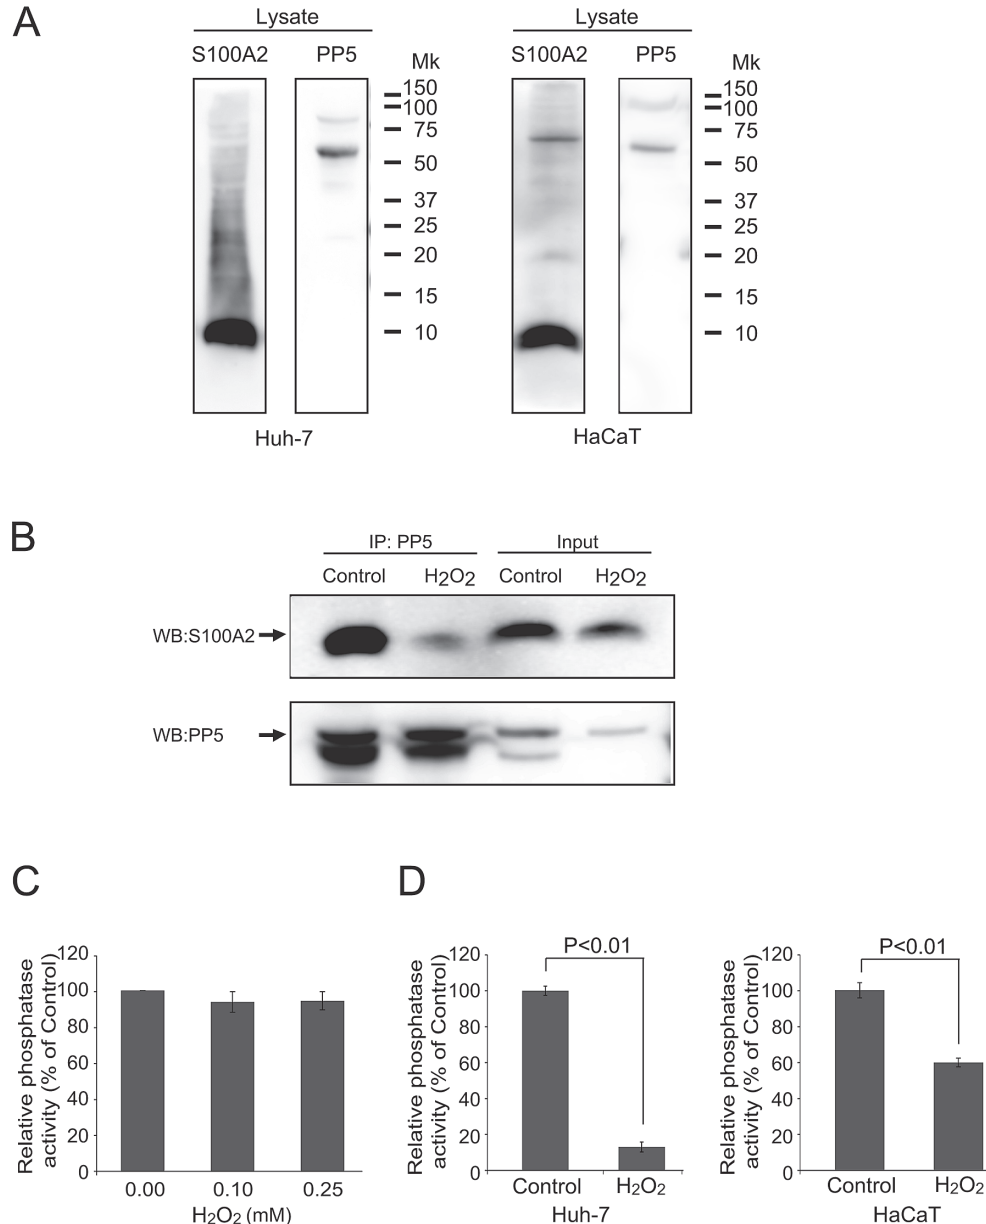 A
Lysate
S100A2 PP5 Mk
150
100
75
50
37
25
20
15
10
Huh-7
Lysate
S100A2 PP5 Mk
150
100
75
50
37
25
20
15
10
HaCaT
B
IP: PP5 Input
Control H2O2 Control H2O2
WB:S100A2
WB:PP5
C
Relative phosphatase
activity (% of Control)
120
100
80
60
40
20
0
0.00 0.10 0.25
H2O2 (mM)
D
Relative phosphatase
activity (% of Control)
120
100
80
60
40
20
0
P<0.01
Control H2O2
Huh-7
Relative phosphatase
activity (% of Control)
120
100
80
60
40
20
0
P<0.01
Control H2O2
HaCaT